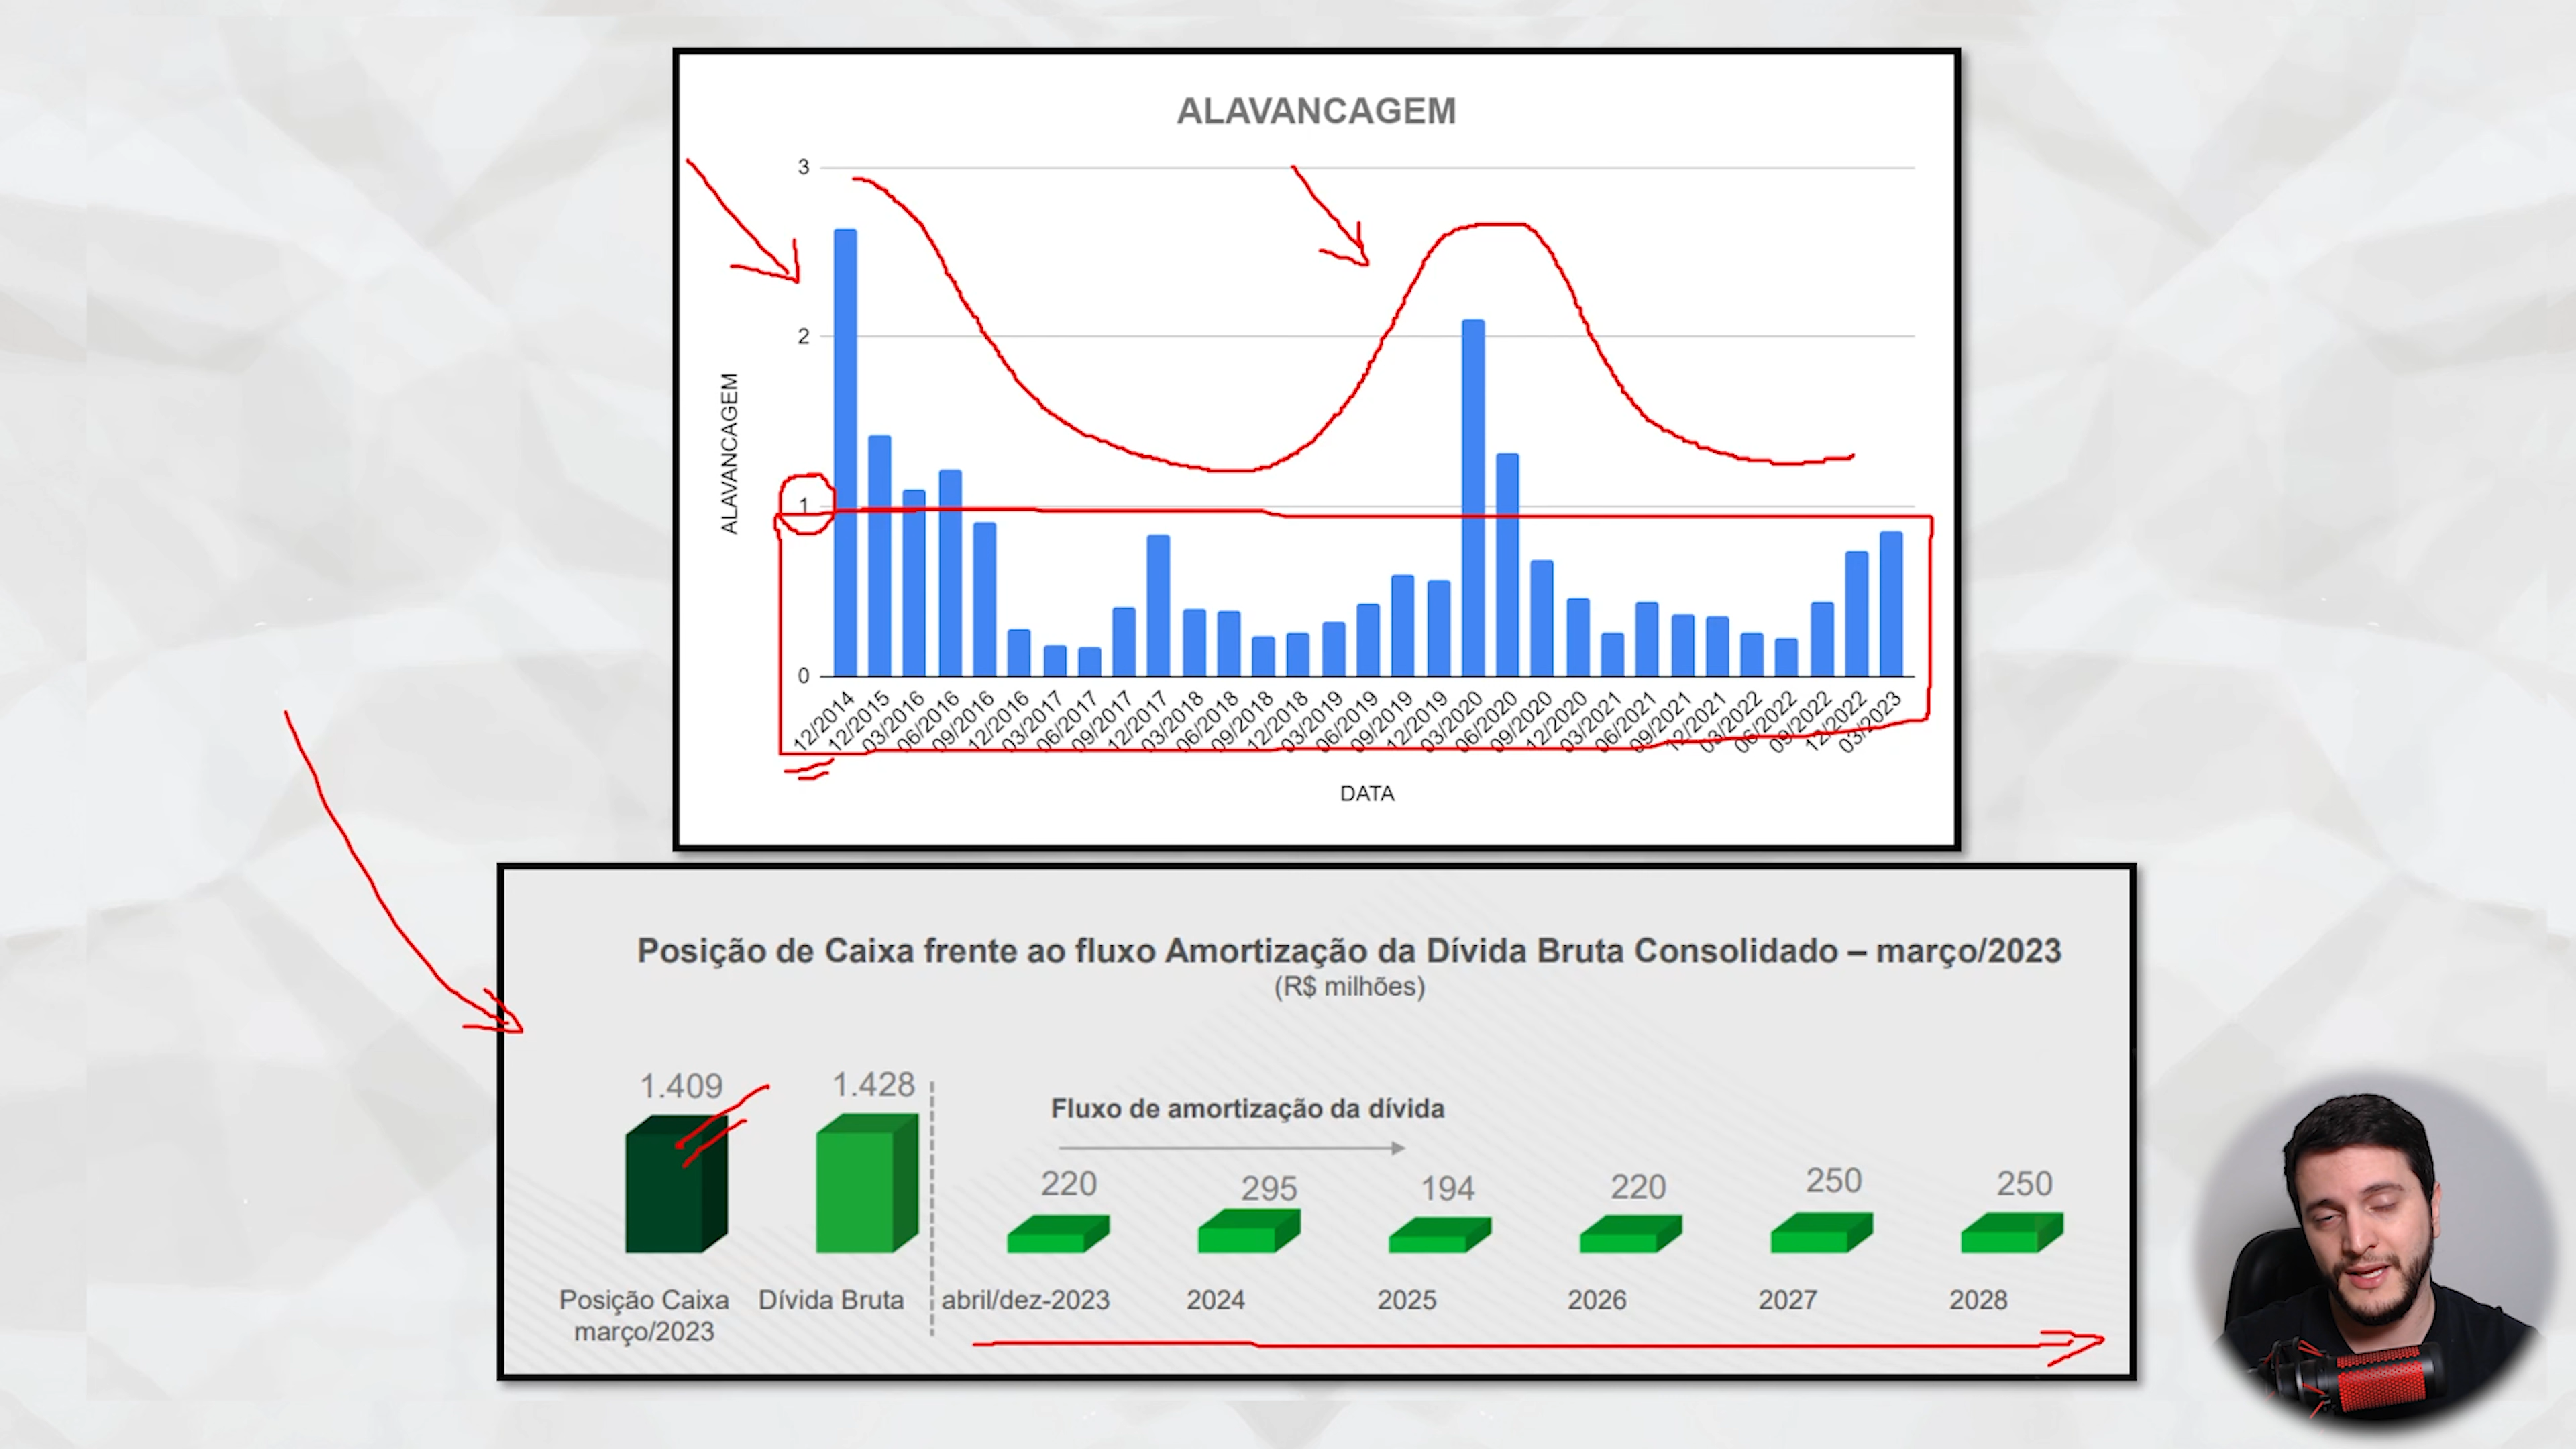 ALAVANCAGEM
3
2
1
0
ALAVANCAGEM
12/2014 12/2015 03/2016 06/2016 09/2016 12/2016 03/2017 06/2017 09/2017 12/2017 03/2018 06/2018 09/2018 12/2018 03/2019 06/2019 09/2019 12/2019 03/2020 06/2020 09/2020 12/2020 03/2021 06/2021 09/2021 12/2021 03/2022 06/2022 09/2022 12/2022 03/2023
DATA
Posição de Caixa frente ao fluxo Amortização da Dívida Bruta Consolidado – março/2023
(R$ milhões)
1.409 1.428
Fluxo de amortização da dívida
220 295 194 220 250 250
Posição Caixa Dívida Bruta abril/dez-2023 2024 2025 2026 2027 2028
março/2023